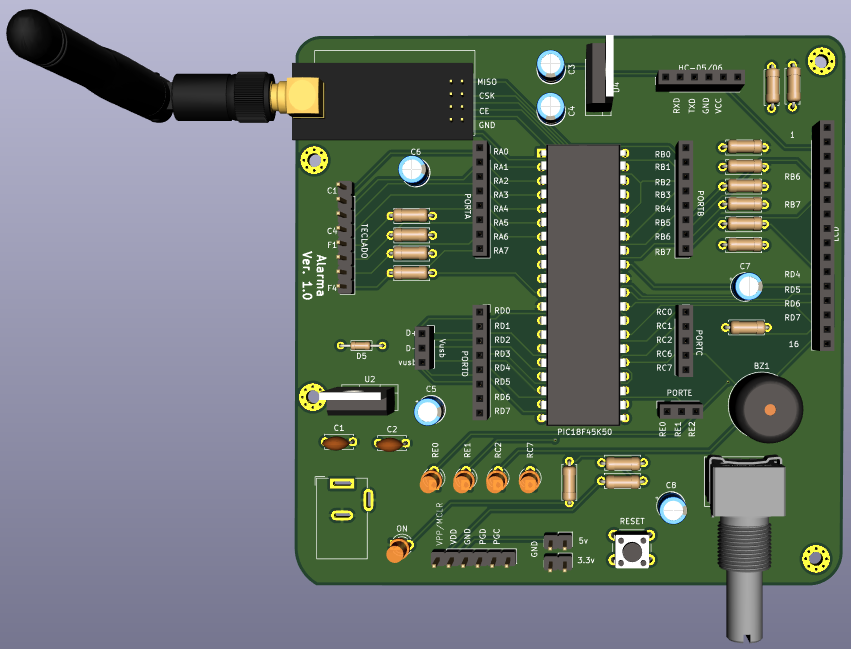 MISO
CSK
CE
GND
C3
C4
U4
HC-05/06
RXD
TXD
GND
VCC
1
RB6
RB7
LCD
RD4
RD5
RD6
RD7
16
C6
RA0
RA1
RA2
RA3
RA4
RA5
RA6
RA7
PORTA
RB0
RB1
RB2
RB3
RB4
RB5
RB6
RB7
PORTB
C1
C4
F1
F4
TECLADO
Alarma
Ver. 1.0
C7
RD0
RD1
RD2
RD3
RD4
RD5
RD6
RD7
PORTD
D+
D-
Vusb
Vusb
RC0
RC1
RC2
RC6
RC7
PORTC
D5
U2
C5
C1
C2
BZ1
PORTE
RE0
RE1
RE2
PIC18F45K50
RE0
RE1
RC2
RC7
C8
ON
VPP/MCLR
VDD
GND
PGD
PGC
GND
5v
3.3v
RESET